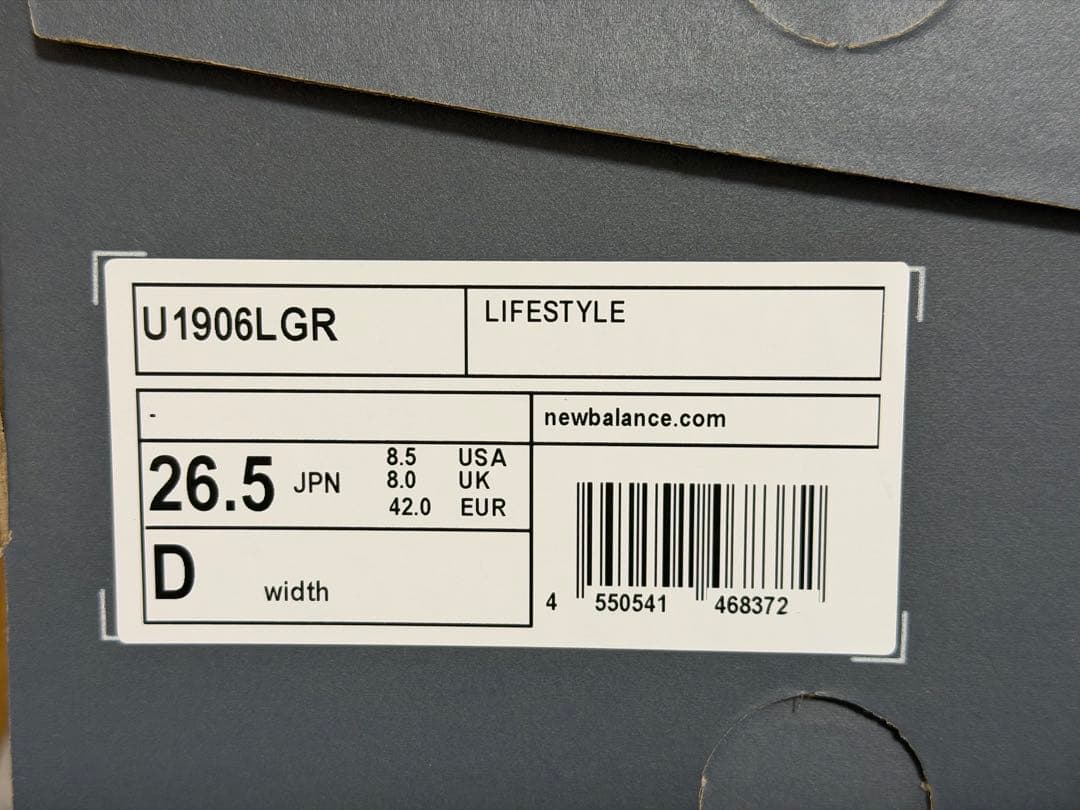 U1906LGR
LIFESTYLE
-
newbalance.com
26.5 JPN
8.5 USA
8.0 UK
42.0 EUR
D width
4 550541 468372